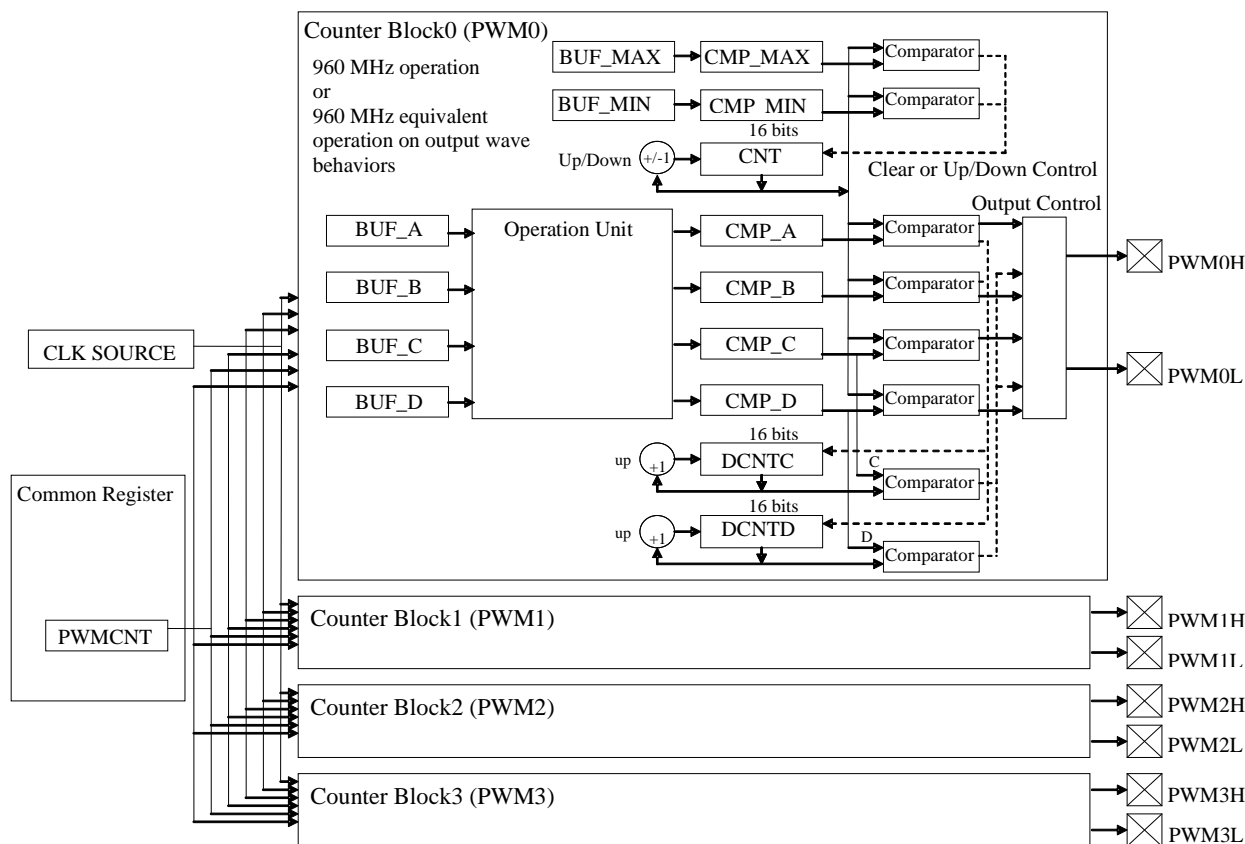 Counter Block0 (PWM0)
960 MHz operation
or
960 MHz equivalent
operation on output wave
behaviors
BUF_MAX
CMP_MAX
Comparator
BUF_MIN
CMP_MIN
Comparator
16 bits
Up/Down
+/-1
CNT
Clear or Up/Down Control
Output Control
BUF_A
Operation Unit
CMP_A
Comparator
PWM0H
BUF_B
CMP_B
Comparator
CLK SOURCE
BUF_C
CMP_C
Comparator
PWM0L
BUF_D
CMP_D
Comparator
16 bits
up
+1
DCNTC
C
Comparator
Common Register
16 bits
up
+1
DCNTD
D
Comparator
PWMCNT
Counter Block1 (PWM1)
PWM1H
PWM1L
Counter Block2 (PWM2)
PWM2H
PWM2L
Counter Block3 (PWM3)
PWM3H
PWM3L